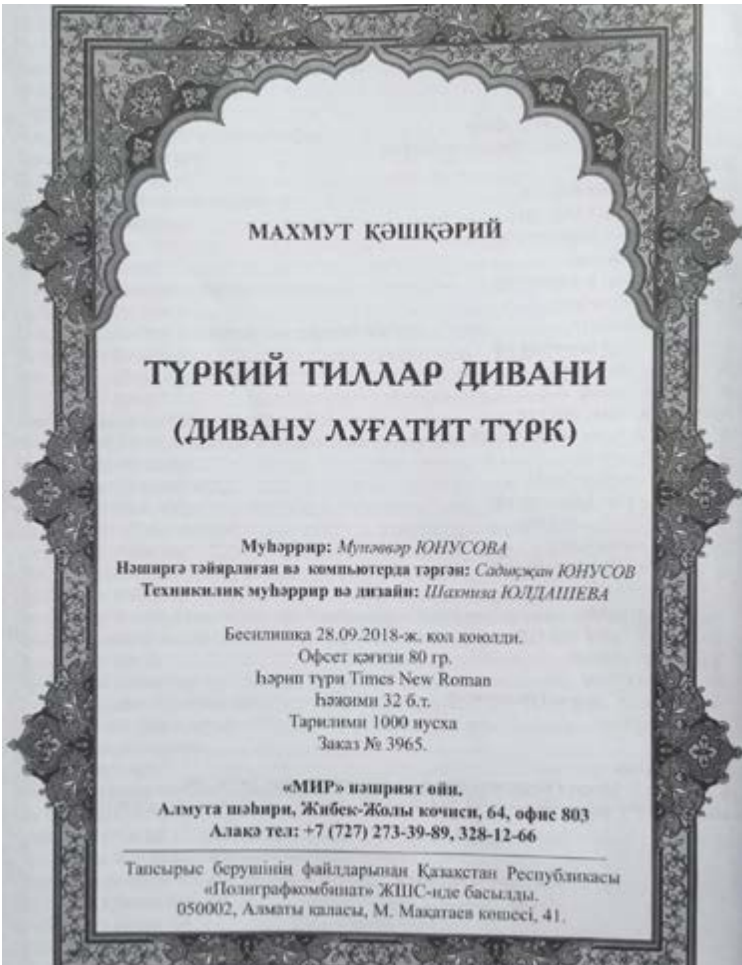 МАХМУТ ҚӘШҚӘРИЙ
ТҮРКИЙ ТИЛЛАР ДИВАНИ
(ДИВАНУ ЛУҒАТИТ ТҮРК)
Муһәррир: Мунәввәр ЮНУСОВА
Нәширгә тәйярлиған вә компьютерда тәргән: Садиқҗан ЮНУСОВ
Техникилиқ муһәррир вә дизайн: Шахниза ЮЛДАШЕВА
Бесилишқа 28.09.2018-ж. қол қоюлди.
Офсет қәғизи 80 гр.
Һәрип түри Times New Roman
Һәжими 32 б.т.
Тарилими 1000 нусха
Заказ № 3965.
«МИР» нәшрият өйи.
Алмута шәһири, Жибек-Жолы кочиси, 64, офис 803
Алақә тел: +7 (727) 273-39-89, 328-12-66
Тапсырыс берушінің файлдарынан Қазақстан Республикасы
«Полиграфкомбинат» ЖШС-нде басылды.
050002, Алматы қаласы, М. Мақатаев көшесі, 41.